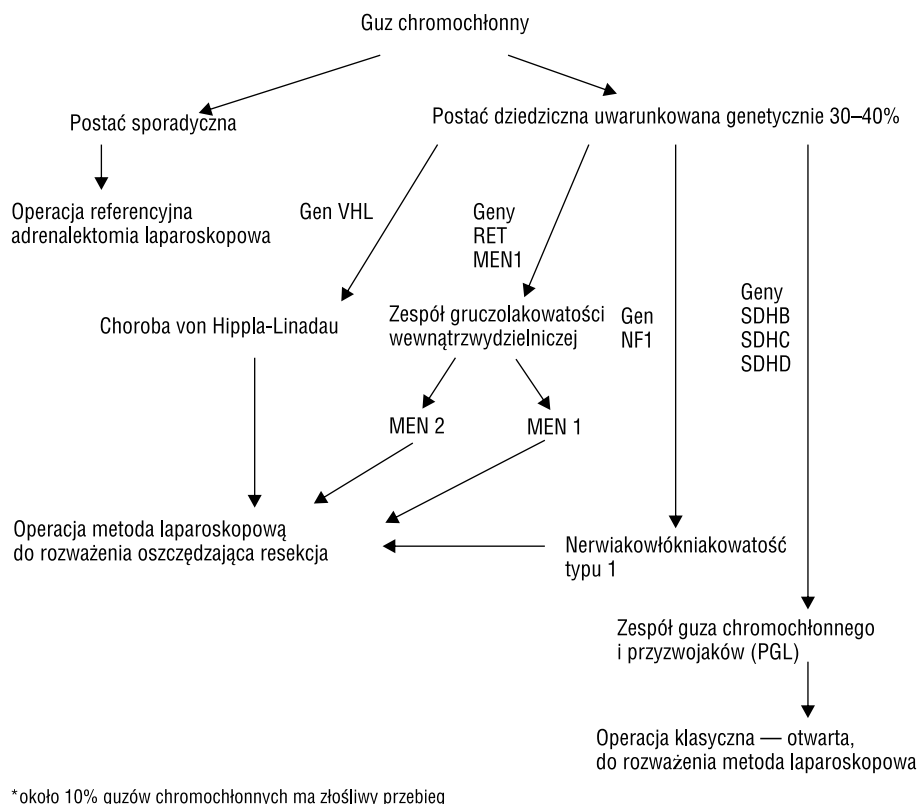 Guz chromochłonny
Postać sporadyczna
Postać dziedziczna uwarunkowana genetycznie 30–40%
Operacja referencyjna
adrenalektomia laparoskopowa
Gen VHL
Geny
RET
MEN1
Gen
NF1
Geny
SDHB
SDHC
SDHD
Choroba von Hippla-Linadau
Zespół gruczolakowatości
wewnątrzwydzielniczej
MEN 2
MEN 1
Operacja metoda laparoskopową
do rozważenia oszczędzająca resekcja
Nerwiakowłókniakowatość
typu 1
Zespół guza chromochłonnego
i przyzwojaków (PGL)
Operacja klasyczna — otwarta,
do rozważenia metoda laparoskopowa
*około 10% guzów chromochłonnych ma złośliwy przebieg